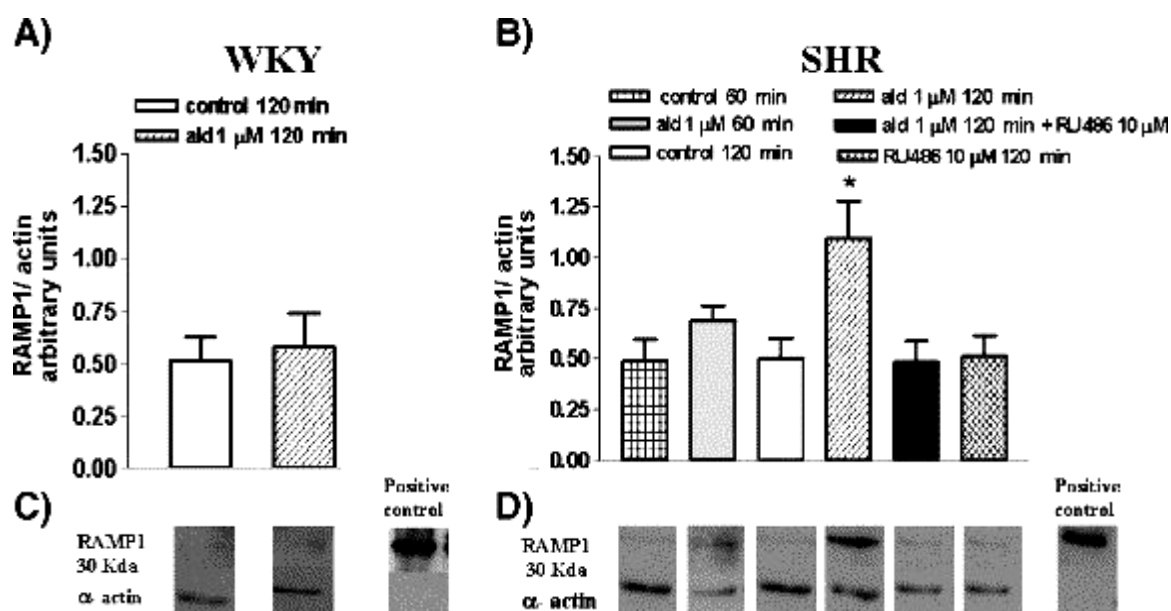 A)
WKY
control 120 min
ald 1 μM 120 min
RAMP1/ actin
arbitrary units
1.50
1.25
1.00
0.75
0.50
0.25
0.00
B)
SHR
control 60 min
ald 1 μM 60 min
control 120 min
ald 1 μM 120 min
ald 1 μM 120 min + RU486 10 μM
RU486 10 μM 120 min
RAMP1/ actin
arbitrary units
1.50
1.25
1.00
0.75
0.50
0.25
0.00
*
C)
Positive
control
RAMP1
30 Kda
α- actin
D)
Positive
control
RAMP1
30 Kda
α- actin